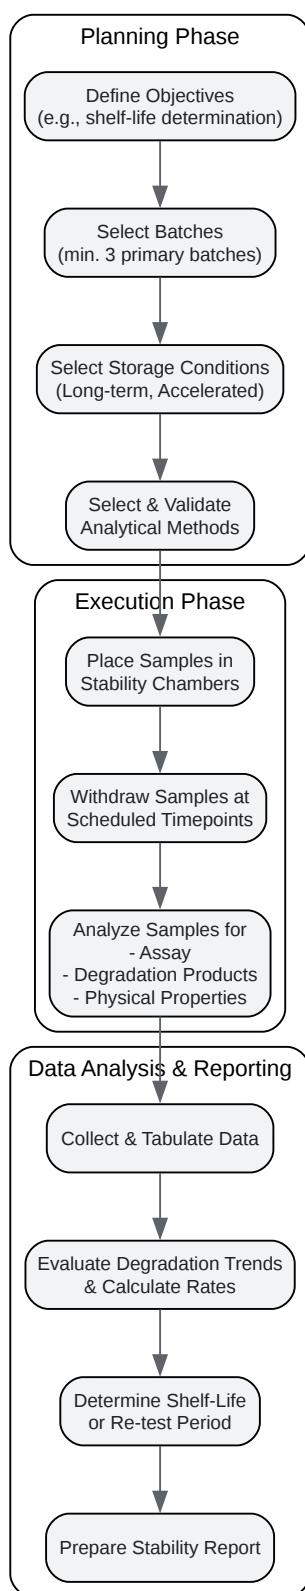 Planning Phase
Define Objectives
(e.g., shelf-life determination)
Select Batches
(min. 3 primary batches)
Select Storage Conditions
(Long-term, Accelerated)
Select & Validate
Analytical Methods
Execution Phase
Place Samples in
Stability Chambers
Withdraw Samples at
Scheduled Timepoints
Analyze Samples for
- Assay
- Degradation Products
- Physical Properties
Data Analysis & Reporting
Collect & Tabulate Data
Evaluate Degradation Trends
& Calculate Rates
Determine Shelf-Life
or Re-test Period
Prepare Stability Report